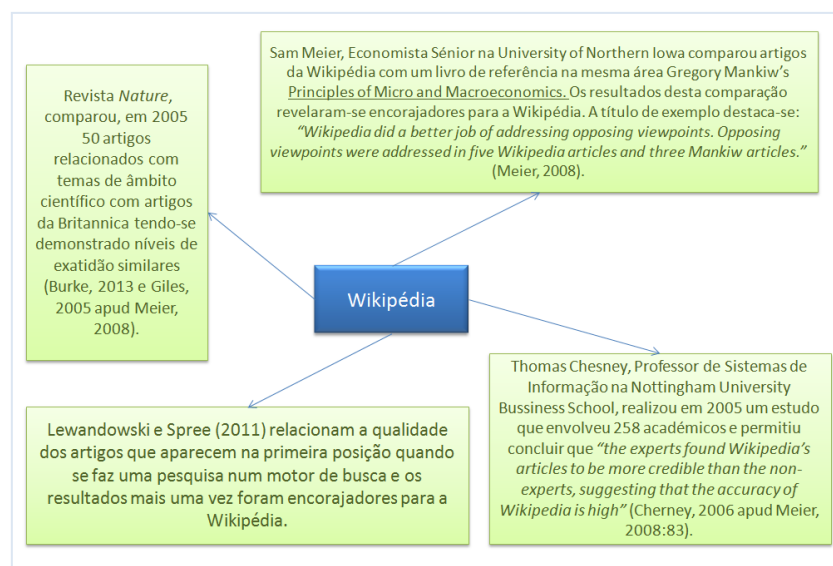 Sam Meier, Economista Sénior na University of Northern Iowa comparou artigos
da Wikipédia com um livro de referência na mesma área Gregory Mankiw’s
Principles of Micro and Macroeconomics. Os resultados desta comparação
revelaram-se encorajadores para a Wikipédia. A título de exemplo destaca-se:
“Wikipedia did a better job of addressing opposing viewpoints. Opposing
viewpoints were addressed in five Wikipedia articles and three Mankiw articles.”
(Meier, 2008).
Revista Nature,
comparou, em 2005
50 artigos
relacionados com
temas de âmbito
científico com artigos
da Britannica tendo-se
demonstrado níveis de
exatidão similares
(Burke, 2013 e Giles,
2005 apud Meier,
2008).
Wikipédia
Thomas Chesney, Professor de Sistemas de
Informação na Nottingham University
Bussiness School, realizou em 2005 um estudo
que envolveu 258 académicos e permitiu
concluir que “the experts found Wikipedia’s
articles to be more credible than the non-
experts, suggesting that the accuracy of
Wikipedia is high” (Cherney, 2006 apud Meier,
2008:83).
Lewandowski e Spree (2011) relacionam a qualidade
dos artigos que aparecem na primeira posição quando
se faz uma pesquisa num motor de busca e os
resultados mais uma vez foram encorajadores para a
Wikipédia.